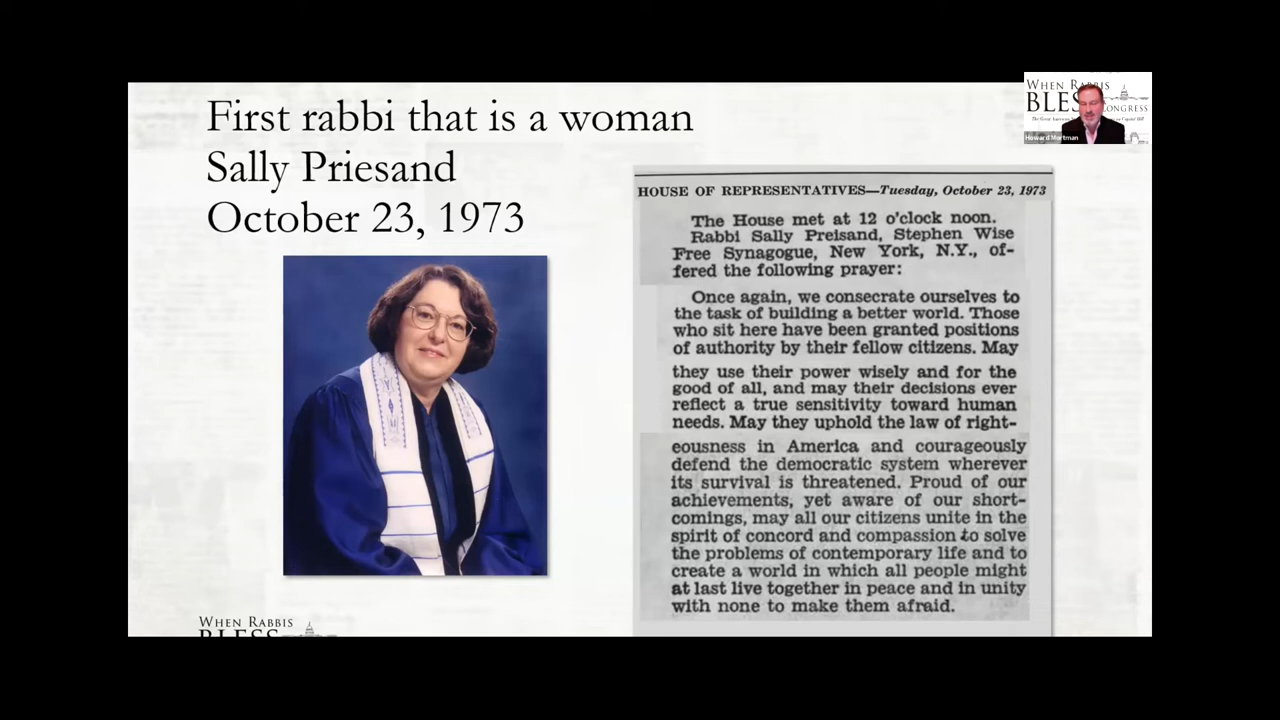 First rabbi that is a woman
Sally Priesand
October 23, 1973
HOUSE OF REPRESENTATIVES—Tuesday, October 23, 1973
The House met at 12 o'clock noon.
Rabbi Sally Preisand, Stephen Wise
Free Synagogue, New York, N.Y., of-
fered the following prayer:
Once again, we consecrate ourselves to
the task of building a better world. Those
who sit here have been granted positions
of authority by their fellow citizens. May
they use their power wisely and for the
good of all, and may their decisions ever
reflect a true sensitivity toward human
needs. May they uphold the law of right-
eousness in America and courageously
defend the democratic system wherever
its survival is threatened. Proud of our
achievements, yet aware of our short-
comings, may all our citizens unite in the
spirit of concord and compassion to solve
the problems of contemporary life and to
create a world in which all people might
at last live together in peace and in unity
with none to make them afraid.
WHEN RABBIS
BLESS
WHEN RABBIS
BLES
CONGRESS
The Great American
Capitol Hill
Howard Mortman